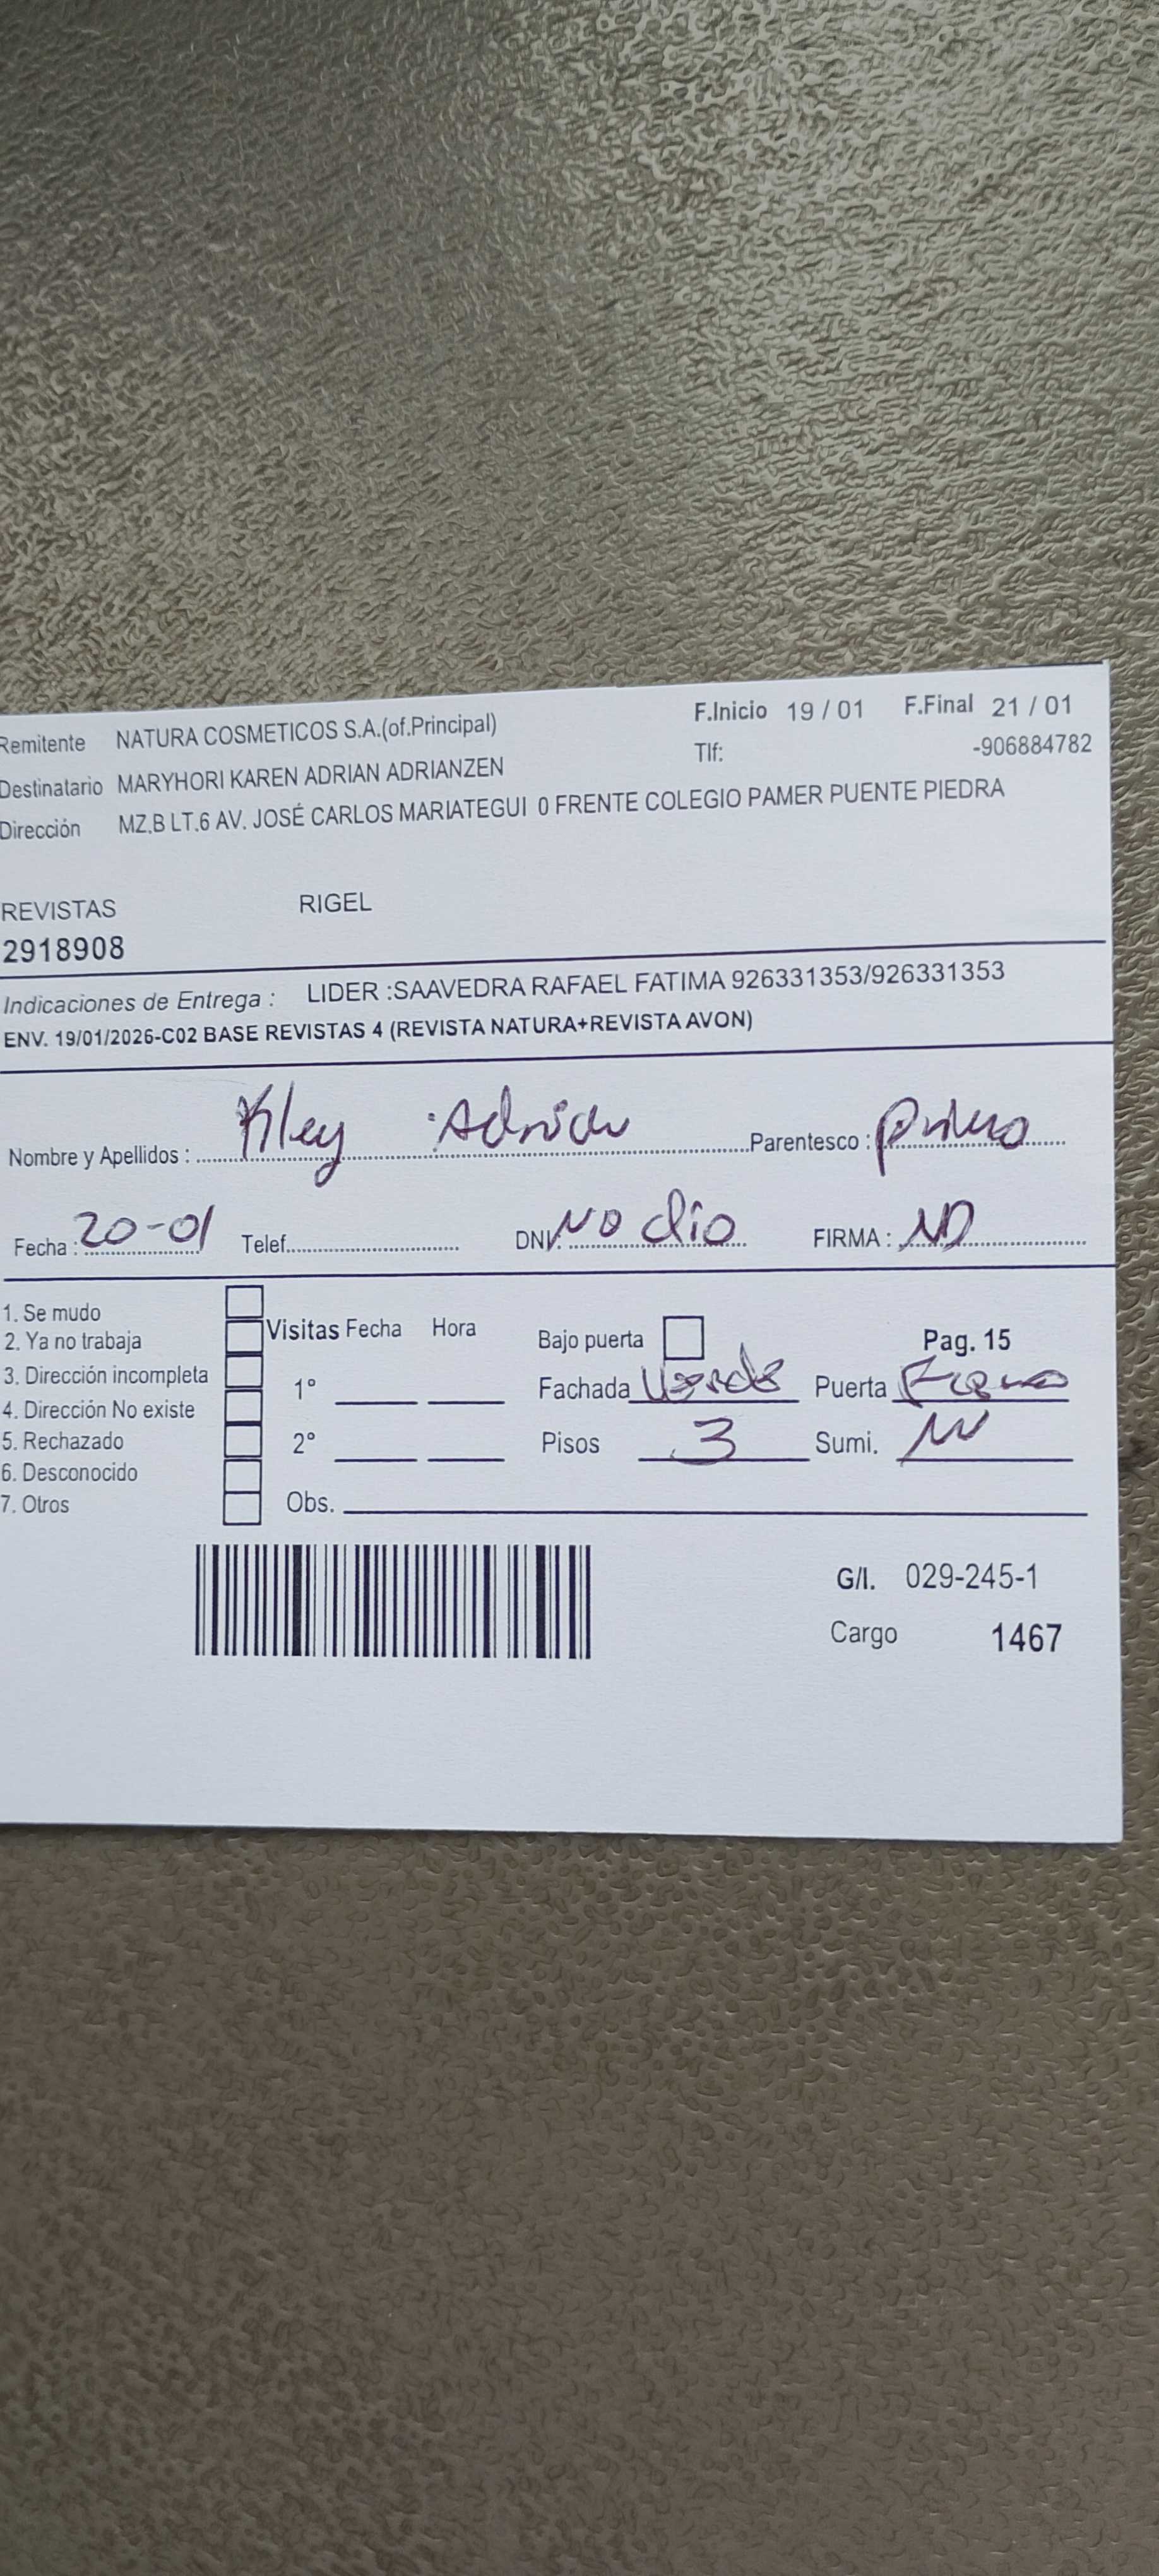 Remitente NATURA COSMETICOS S.A.(of.Principal) F.Inicio 19 / 01 F.Final 21 / 01
Destinatario MARYHORI KAREN ADRIAN ADRIANZEN Tlf: -906884782
Dirección MZ.B LT.6 AV. JOSÉ CARLOS MARIATEGUI 0 FRENTE COLEGIO PAMER PUENTE PIEDRA
REVISTAS RIGEL
2918908
Indicaciones de Entrega : LIDER :SAAVEDRA RAFAEL FATIMA 926331353/926331353
ENV. 19/01/2026-C02 BASE REVISTAS 4 (REVISTA NATURA+REVISTA AVON)
Nombre y Apellidos : Kley Adrian Parentesco : primo
Fecha : 20-01 Telef. DNI. NO dio FIRMA : ND
1. Se mudo
2. Ya no trabaja Visitas Fecha Hora Bajo puerta Pag. 15
3. Dirección incompleta 1° Fachada Verde Puerta
4. Dirección No existe
5. Rechazado 2° Pisos 3 Sumi.
6. Desconocido
7. Otros Obs.
G/I. 029-245-1
Cargo 1467